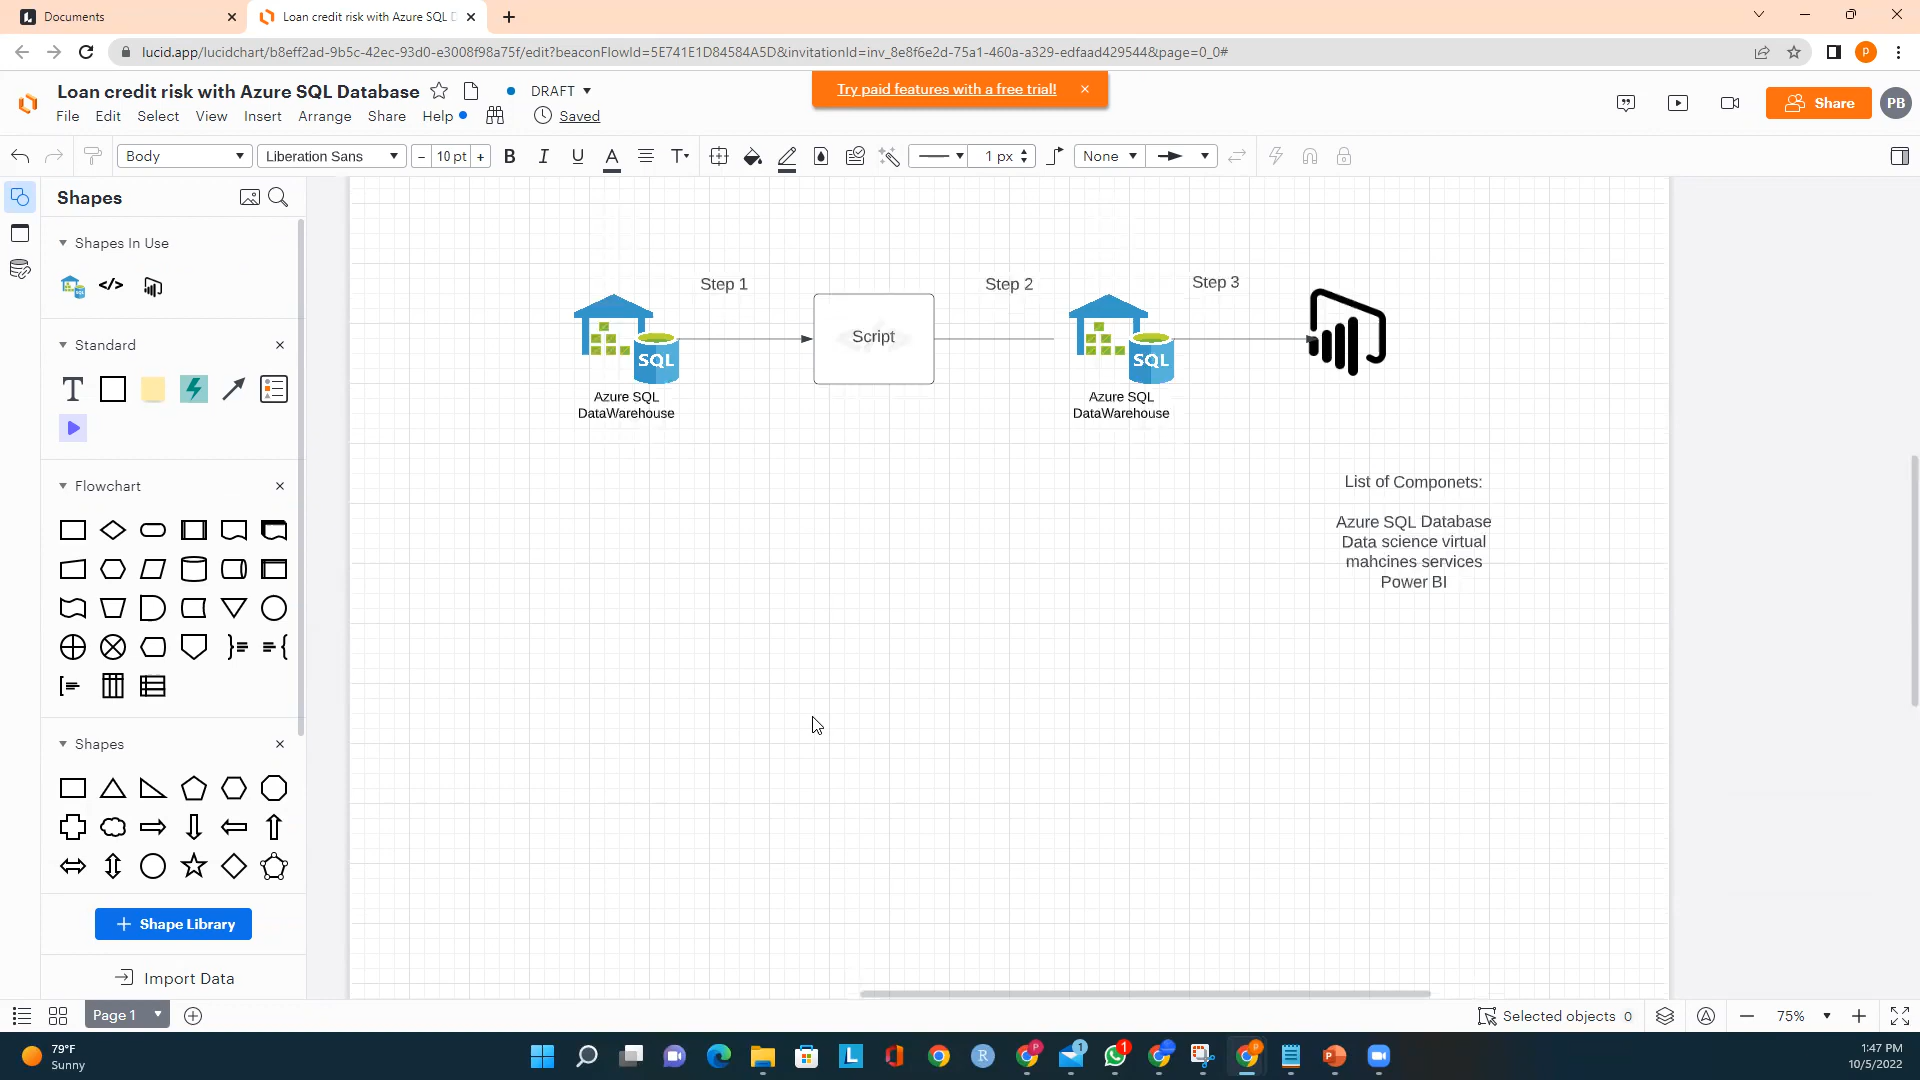 Documents
Loan credit risk with Azure SQL D
lucid.app/lucidchart/b8eff2ad-9b5c-42ec-93d0-e3008f98a75f/edit?beaconFlowId=5E741E1D84584A5D&invitationId=inv_8e8f6e2d-75a1-460a-a329-edfaad429544&page=0_0#
P
Loan credit risk with Azure SQL Database
DRAFT
Try paid features with a free trial!
File Edit Select View Insert Arrange Share Help
Saved
Share
PB
Body
Liberation Sans
10 pt
B I U A T
1 px
None
Shapes
Shapes In Use
Standard
T
Flowchart
Shapes
Shape Library
Import Data
Step 1
Step 2
Step 3
Script
SQL
SQL
Azure SQL
DataWarehouse
Azure SQL
DataWarehouse
List of Componets:
Azure SQL Database
Data science virtual
mahcines services
Power BI
Page 1
Selected objects 0
75%
79°F
Sunny
L
R
P
1
1
P
1:47 PM
10/5/2022